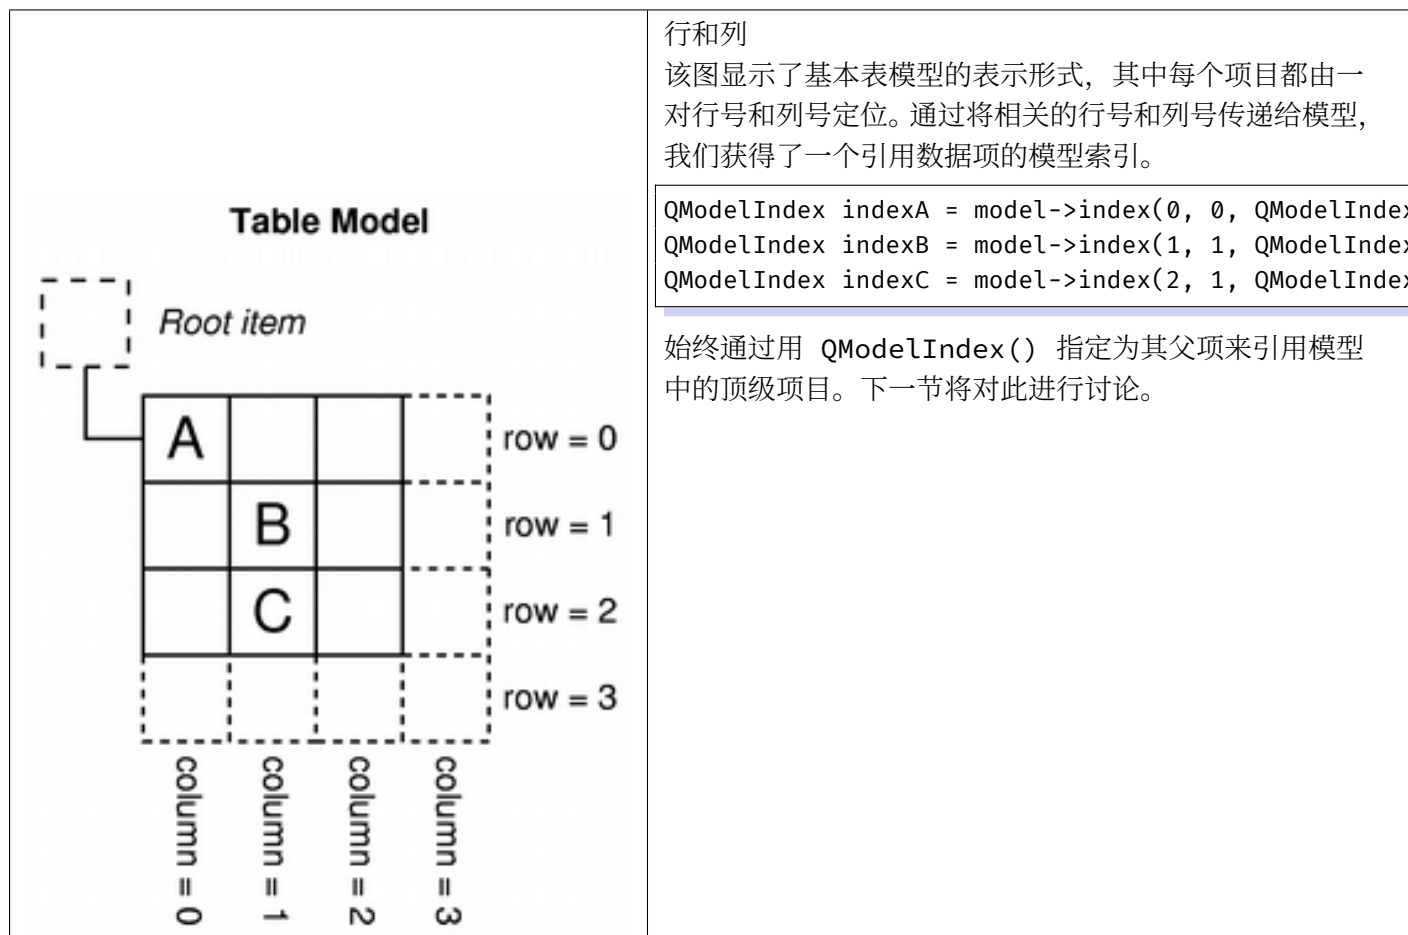 Table Model
Root item
A
row = 0
B
row = 1
C
row = 2
row = 3
column = 0
column = 1
column = 2
column = 3
行和列
该图显示了基本表模型的表示形式，其中每个项目都由一
对行号和列号定位。通过将相关的行号和列号传递给模型，
我们获得了一个引用数据项的模型索引。
QModelIndex indexA = model->index(0, 0, QModelIndex
QModelIndex indexB = model->index(1, 1, QModelIndex
QModelIndex indexC = model->index(2, 1, QModelIndex
始终通过用 QModelIndex() 指定为其父项来引用模型
中的顶级项目。下一节将对此进行讨论。